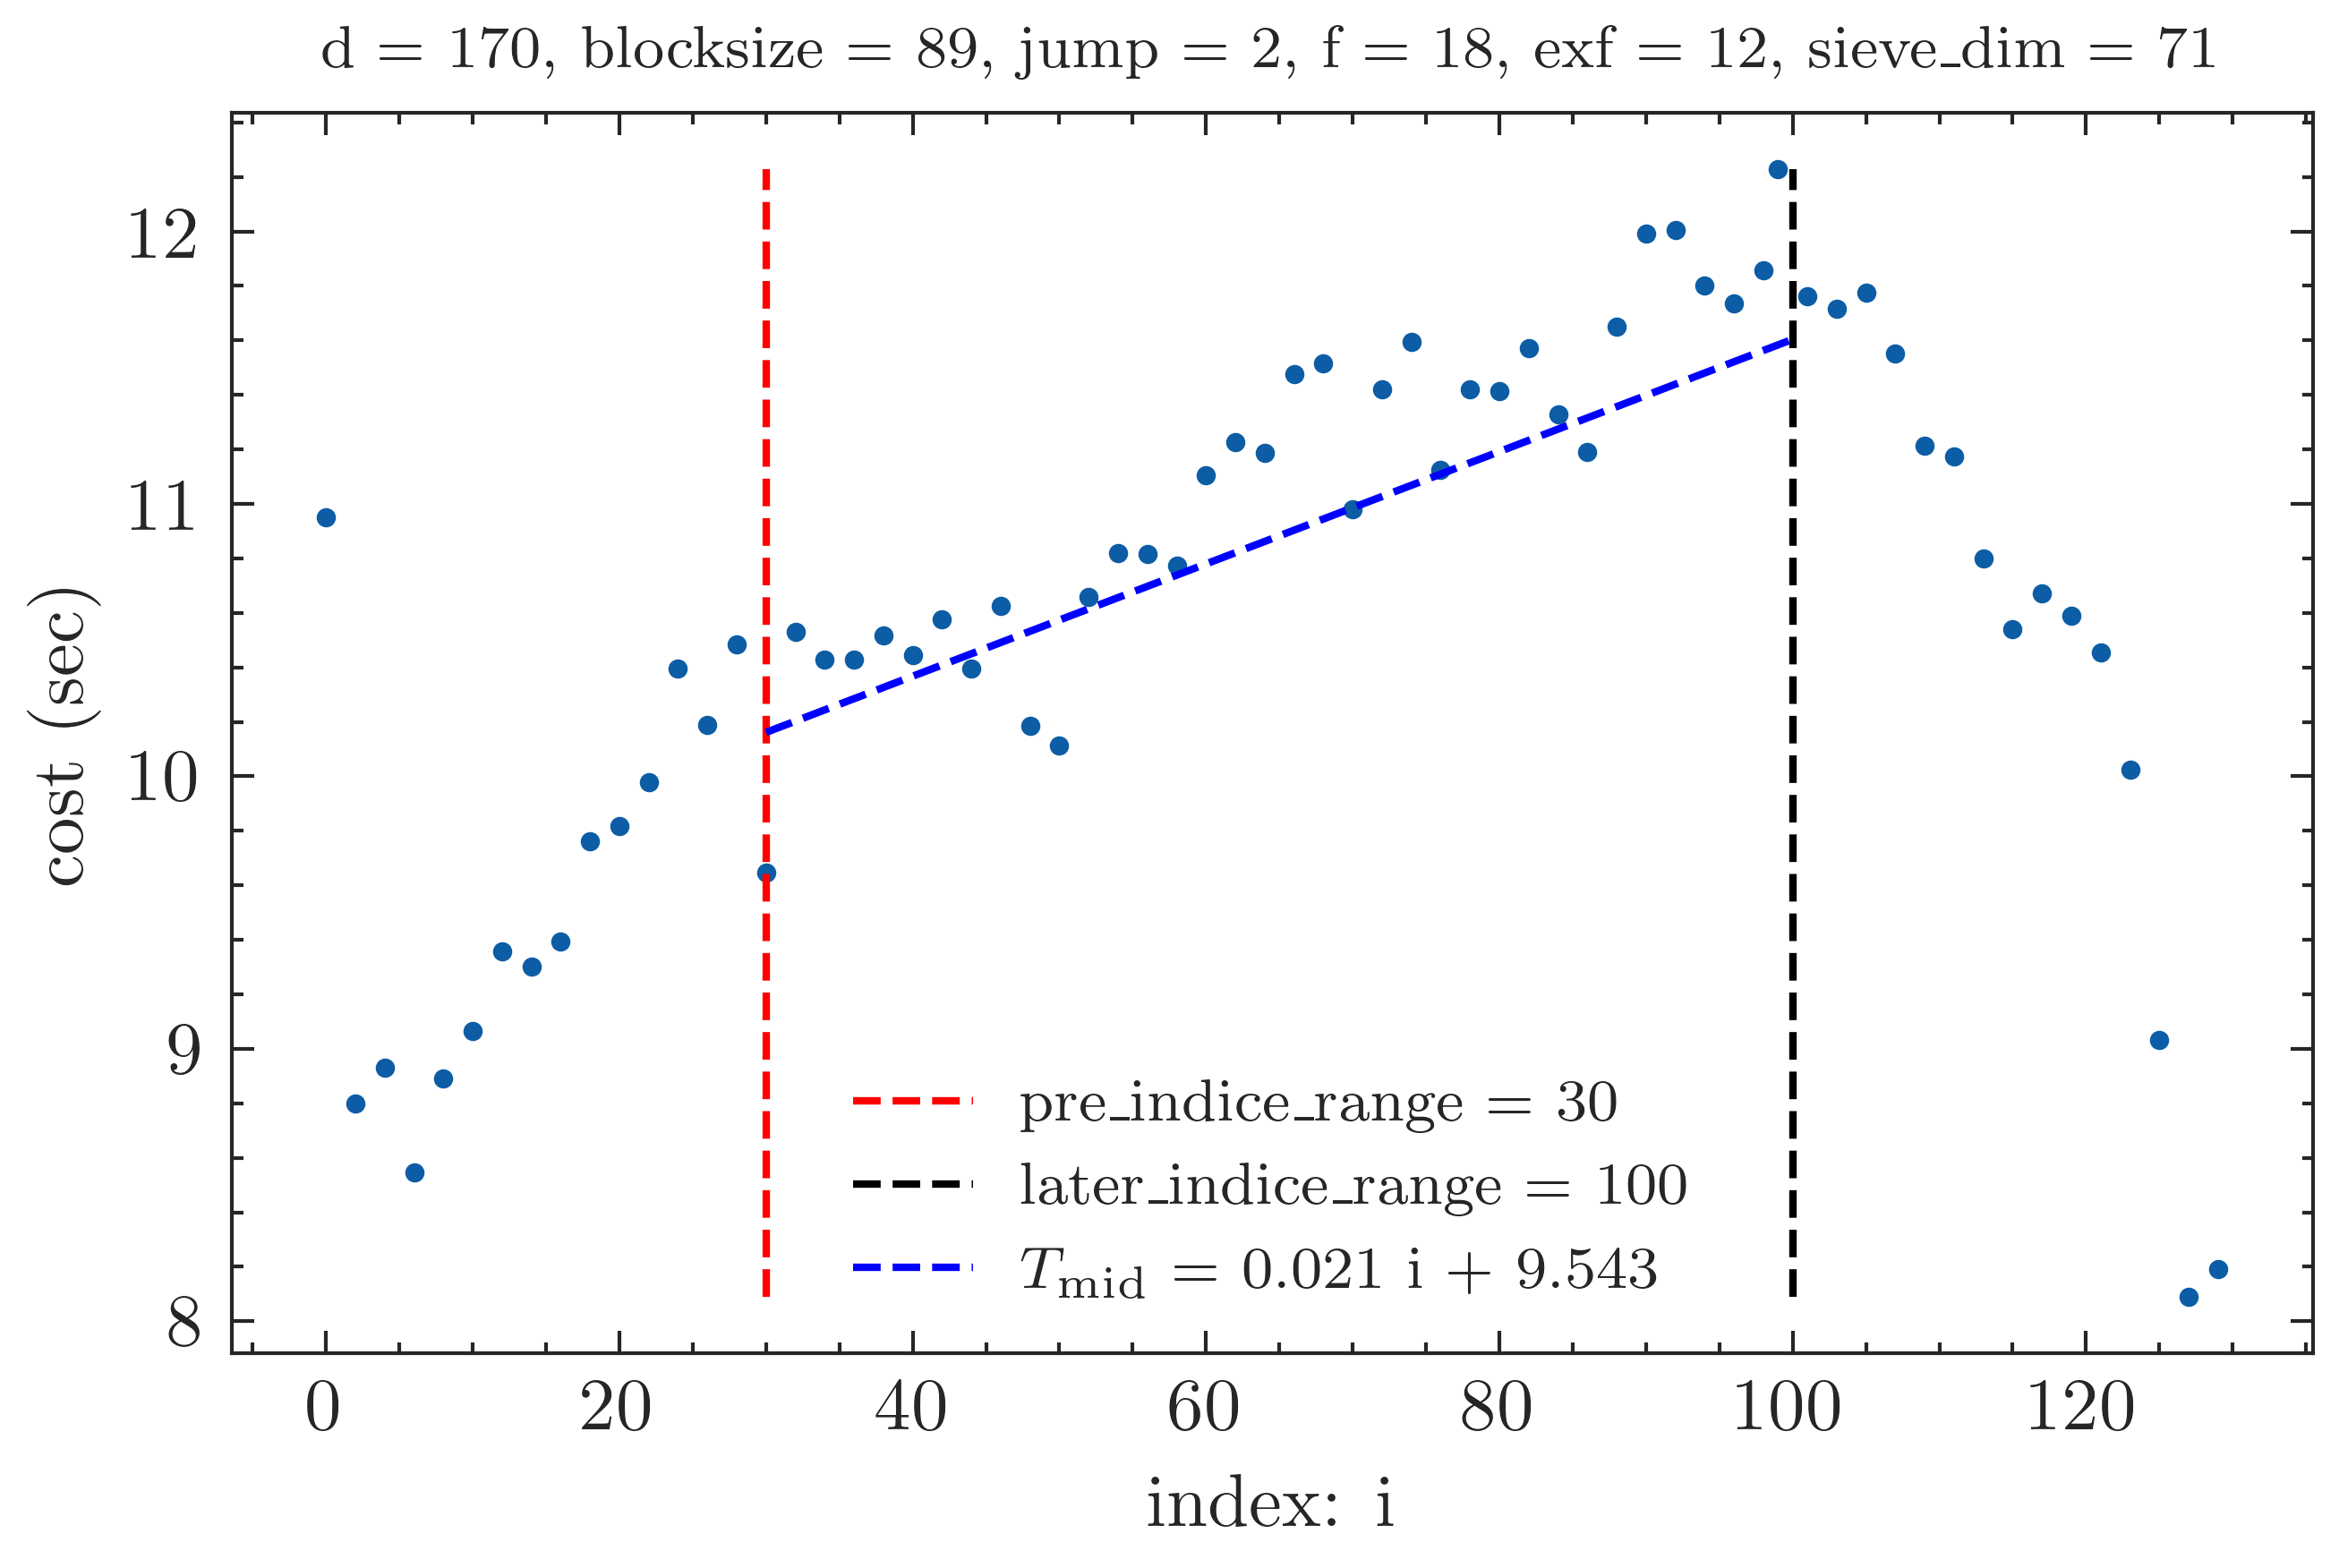 d = 170, blocksize = 89, jump = 2, f = 18, exf = 12, sieve_dim = 71
12
11
10
9
8
cost (sec)
pre_indice_range = 30
later_indice_range = 100
T_mid = 0.021 i + 9.543
0 20 40 60 80 100 120
index: i